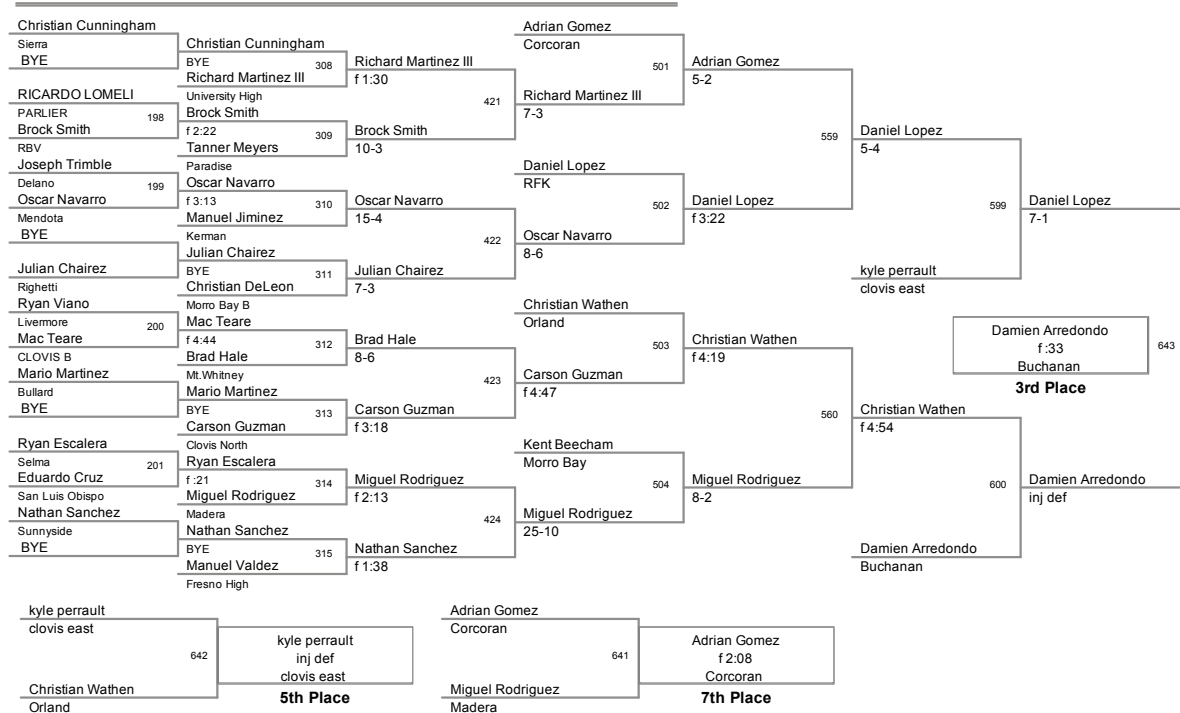 Christian Cunningham
Sierra
BYE
RICARDO LOMELI
PARLIER
198
Brock Smith
RBV
Joseph Trimble
Delano
199
Oscar Navarro
Mendota
BYE
Julian Chairez
Righetti
Ryan Viano
Livermore
200
Mac Teare
CLOVIS B
Mario Martinez
Bullard
BYE
Ryan Escalera
Selma
201
Eduardo Cruz
San Luis Obispo
Nathan Sanchez
Sunnyside
BYE
Christian Cunningham
BYE
308
Richard Martinez III
University High
Brock Smith
f 2:22
309
Tanner Meyers
Paradise
Oscar Navarro
f 3:13
310
Manuel Jiminez
Kerman
Julian Chairez
BYE
311
Christian DeLeon
Morro Bay B
Mac Teare
f 4:44
312
Brad Hale
Mt.Whitney
Mario Martinez
BYE
313
Carson Guzman
Clovis North
Ryan Escalera
f :21
314
Miguel Rodriguez
Madera
Nathan Sanchez
BYE
315
Manuel Valdez
Fresno High
Richard Martinez III
f 1:30
421
Brock Smith
10-3
Oscar Navarro
15-4
422
Julian Chairez
7-3
Brad Hale
8-6
423
Carson Guzman
f 3:18
Miguel Rodriguez
f 2:13
424
Nathan Sanchez
f 1:38
Adrian Gomez
Corcoran
501
Richard Martinez III
7-3
Daniel Lopez
RFK
502
Oscar Navarro
8-6
Christian Wathen
Orland
503
Carson Guzman
f 4:47
Kent Beecham
Morro Bay
504
Miguel Rodriguez
25-10
Adrian Gomez
5-2
559
Daniel Lopez
f 3:22
Christian Wathen
f 4:19
560
Miguel Rodriguez
8-2
Daniel Lopez
5-4
599
kyle perrault
clovis east
Christian Wathen
f 4:54
600
Damien Arredondo
Buchanan
Daniel Lopez
7-1
Damien Arredondo
f :33
643
Buchanan
3rd Place
Damien Arredondo
inj def
kyle perrault
clovis east
642
Christian Wathen
Orland
kyle perrault
inj def
clovis east
5th Place
Adrian Gomez
Corcoran
641
Miguel Rodriguez
Madera
Adrian Gomez
f 2:08
Corcoran
7th Place